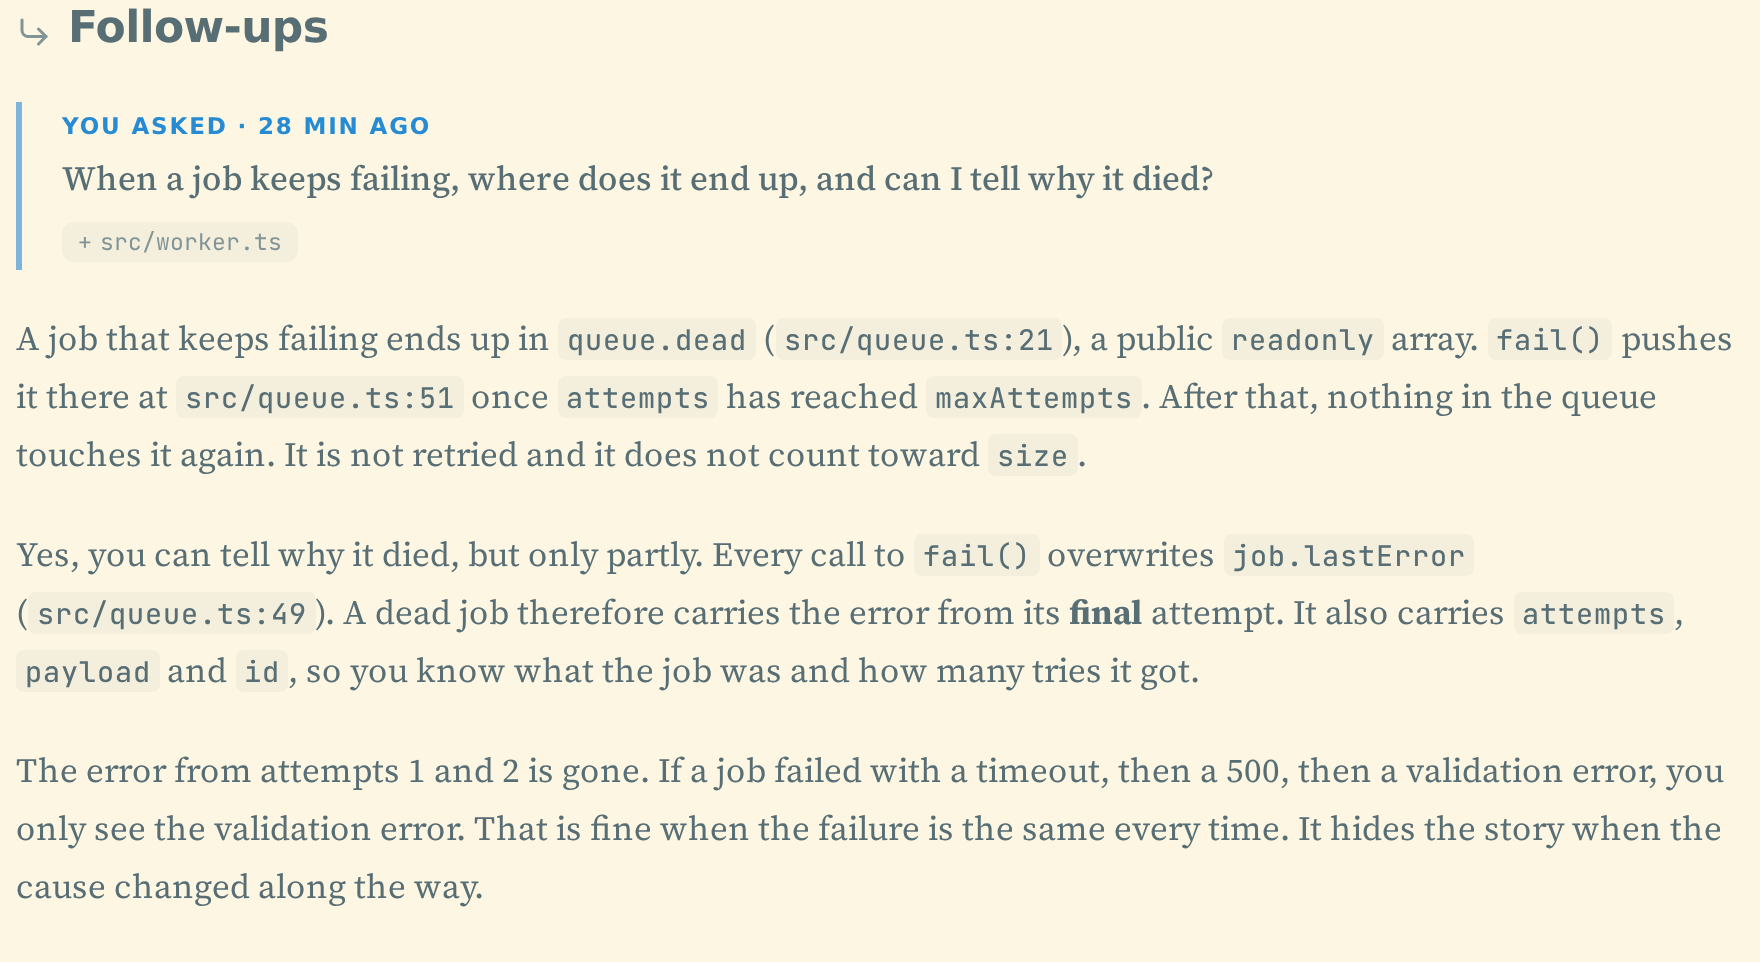 Follow-ups
YOU ASKED · 28 MIN AGO
When a job keeps failing, where does it end up, and can I tell why it died?
+ src/worker.ts
A job that keeps failing ends up in queue.dead (src/queue.ts:21), a public readonly array. fail() pushes
it there at src/queue.ts:51 once attempts has reached maxAttempts. After that, nothing in the queue
touches it again. It is not retried and it does not count toward size.
Yes, you can tell why it died, but only partly. Every call to fail() overwrites job.lastError
(src/queue.ts:49). A dead job therefore carries the error from its final attempt. It also carries attempts,
payload and id, so you know what the job was and how many tries it got.
The error from attempts 1 and 2 is gone. If a job failed with a timeout, then a 500, then a validation error, you
only see the validation error. That is fine when the failure is the same every time. It hides the story when the
cause changed along the way.